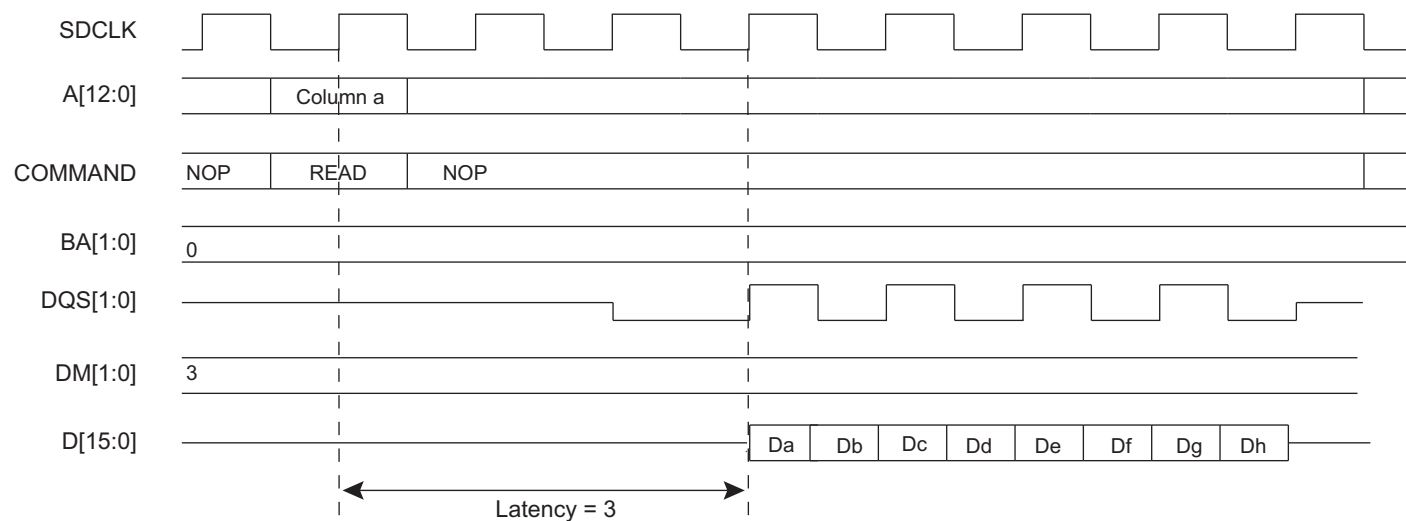 SDCLK
A[12:0] Column a
COMMAND NOP READ NOP
BA[1:0] 0
DQS[1:0]
DM[1:0] 3
D[15:0] Da Db Dc Dd De Df Dg Dh
Latency = 3